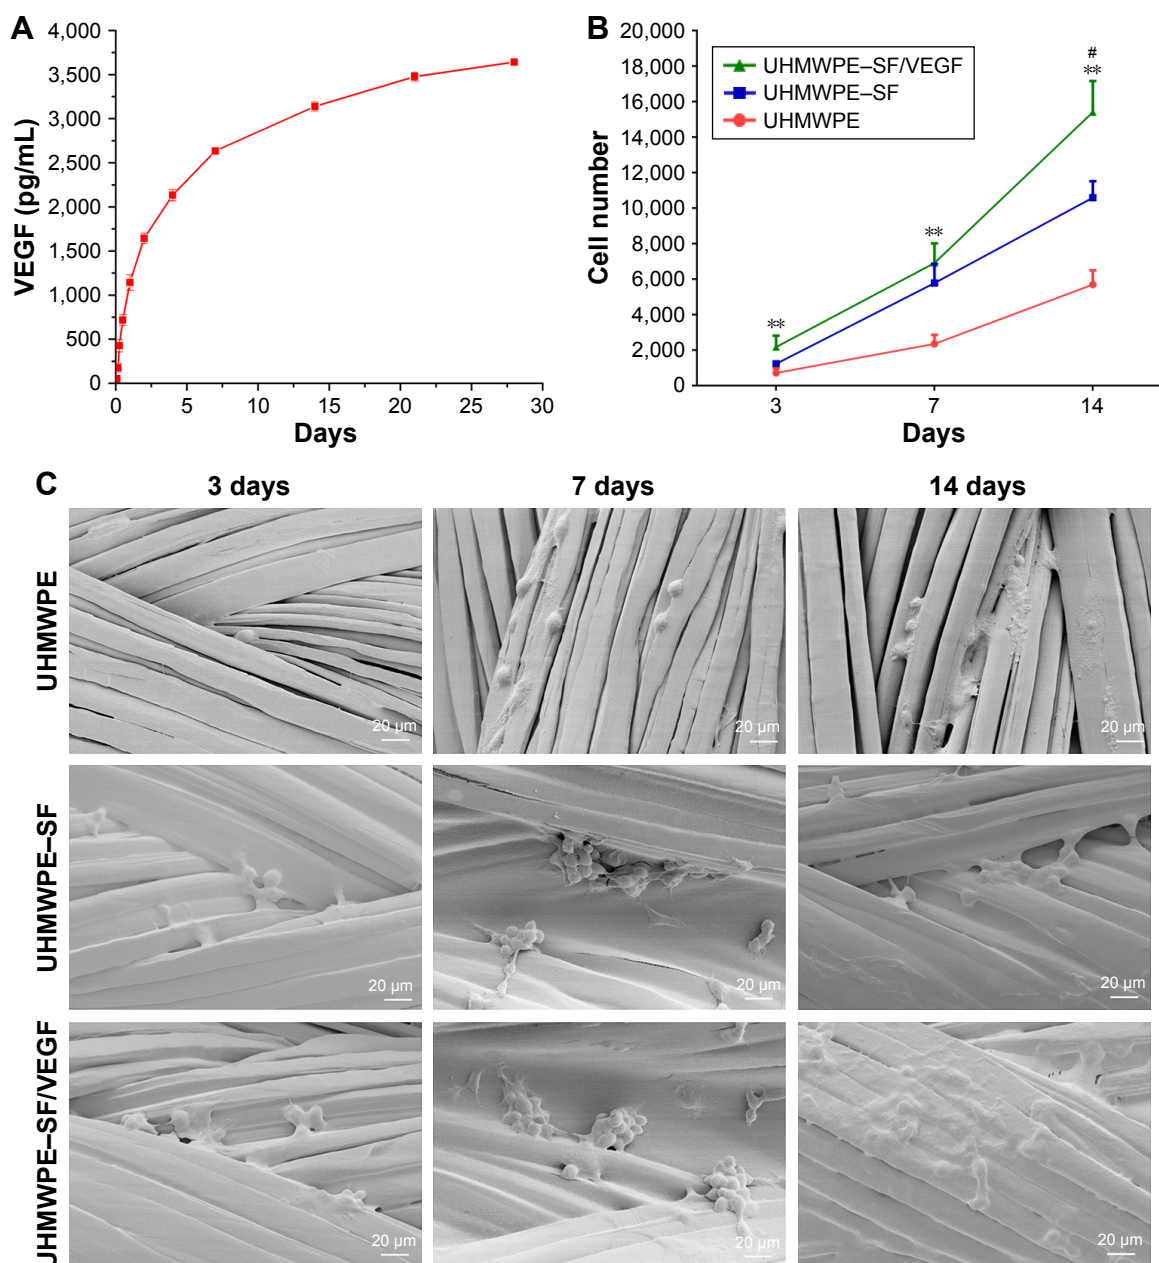 A
4,000
3,500
3,000
2,500
2,000
1,500
1,000
500
0
VEGF (pg/mL)
0 5 10 15 20 25 30
Days
B
20,000
18,000
16,000
14,000
12,000
10,000
8,000
6,000
4,000
2,000
0
Cell number
UHMWPE–SF/VEGF
UHMWPE–SF
UHMWPE
**
**
#
**
3 7 14
Days
C
3 days 7 days 14 days
UHMWPE
20 µm 20 µm 20 µm
UHMWPE–SF
20 µm 20 µm 20 µm
UHMWPE–SF/VEGF
20 µm 20 µm 20 µm